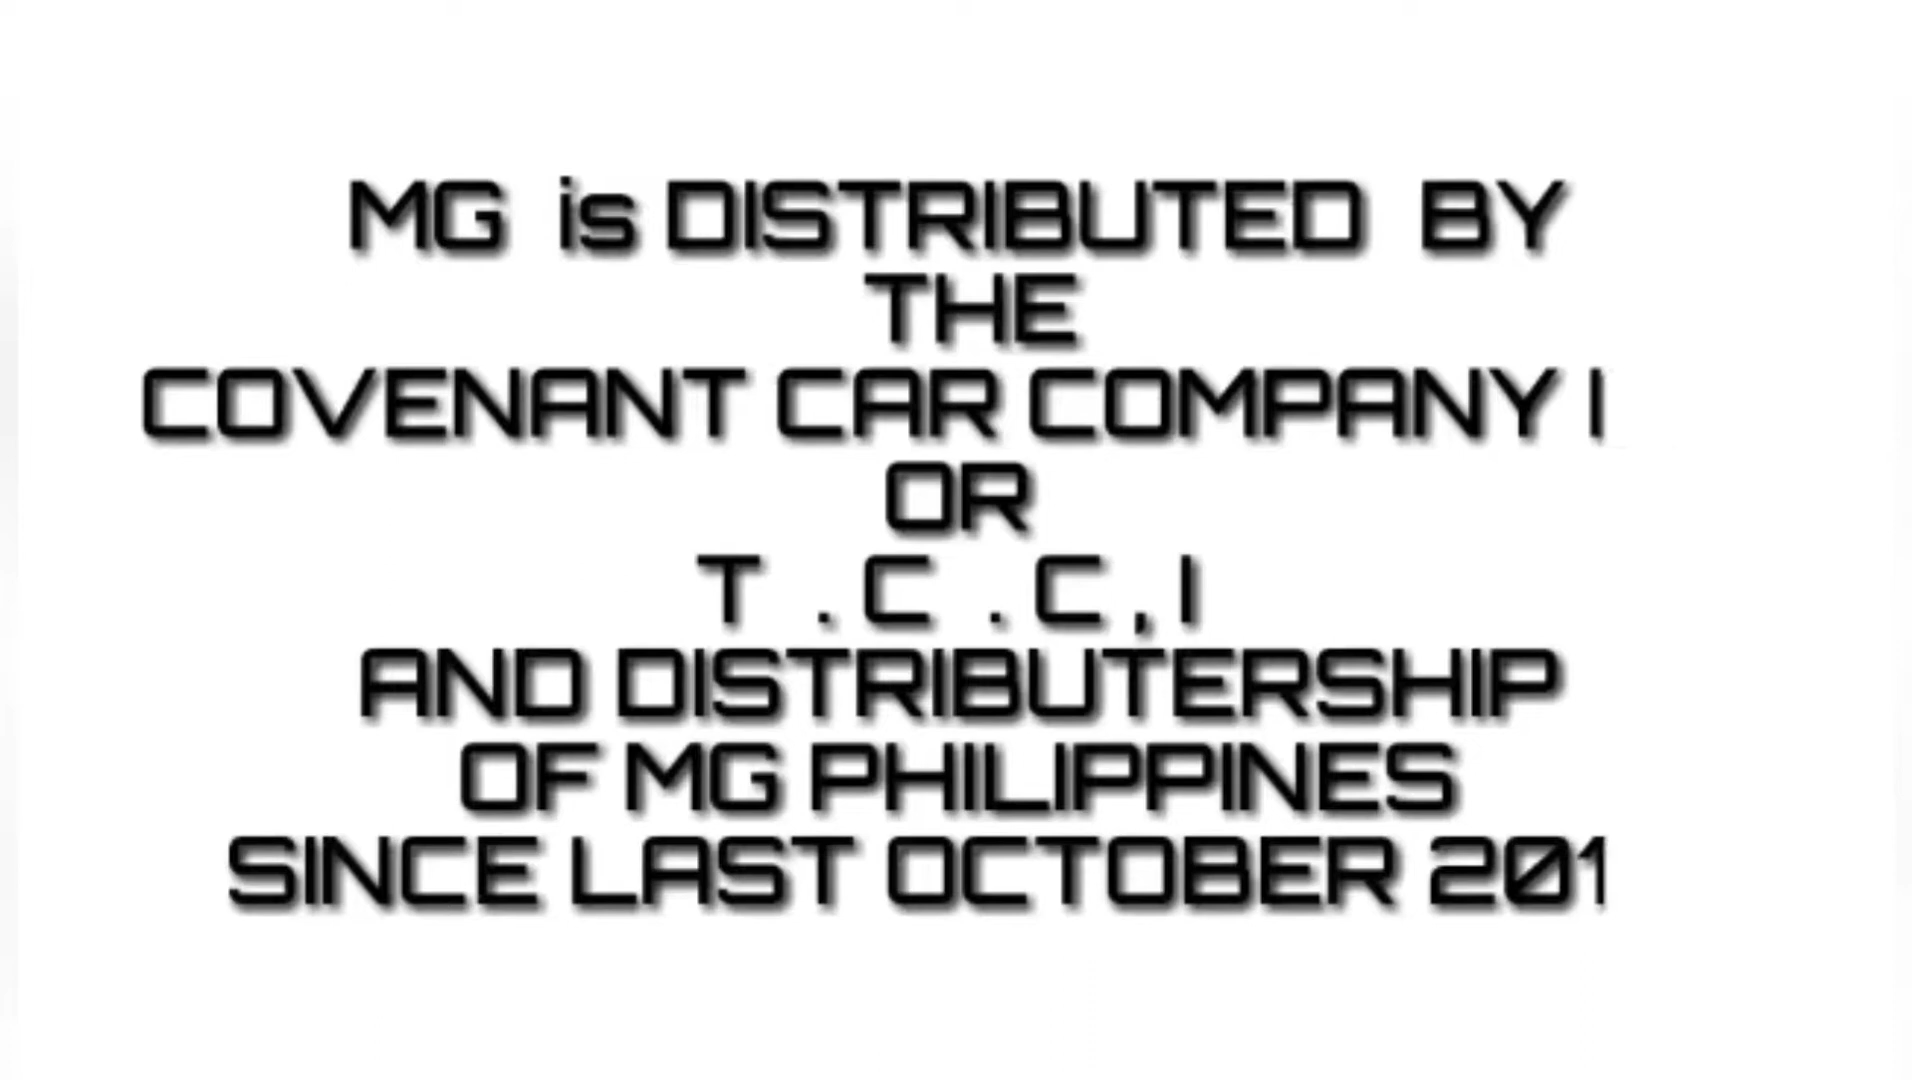 MG is DISTRIBUTED BY
THE
COVENANT CAR COMPANY I
OR
T . C . C , I
AND DISTRIBUTERSHIP
OF MG PHILIPPINES
SINCE LAST OCTOBER 201